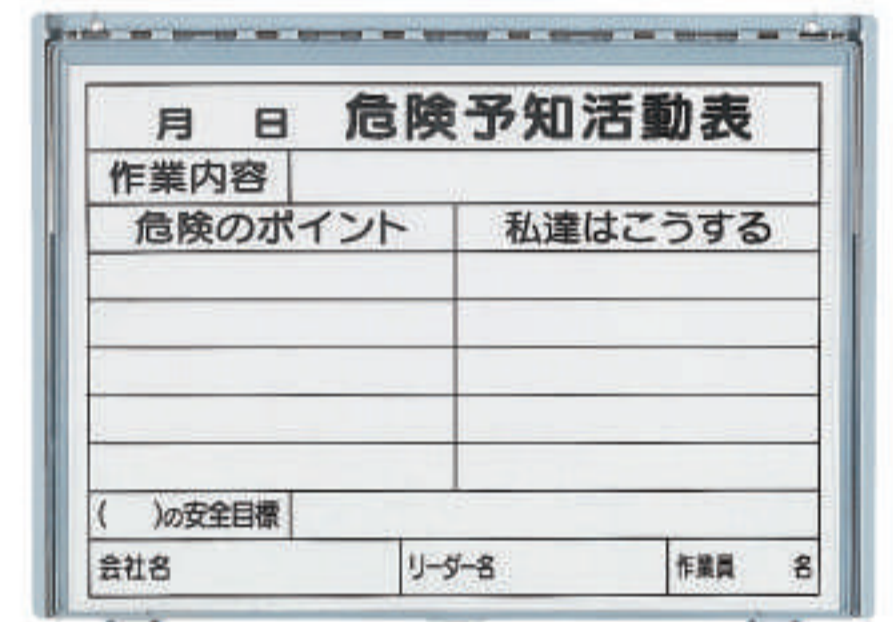 月 日 危険予知活動表
作業内容
危険のポイント 私達はこうする
( )の安全目標
会社名 リーダー名 作業員 名